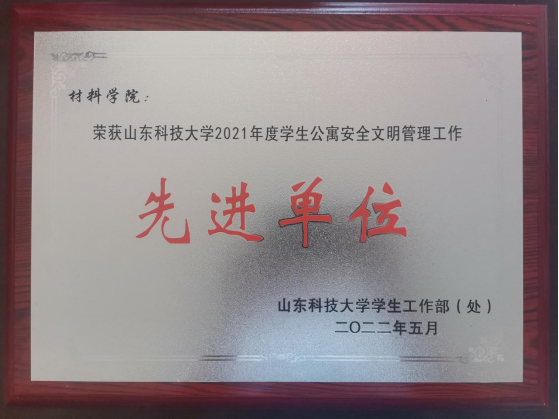 材料学院：
荣获山东科技大学2021年度学生公寓安全文明管理工作
先进单位
山东科技大学学生工作部（处）
二〇二二年五月